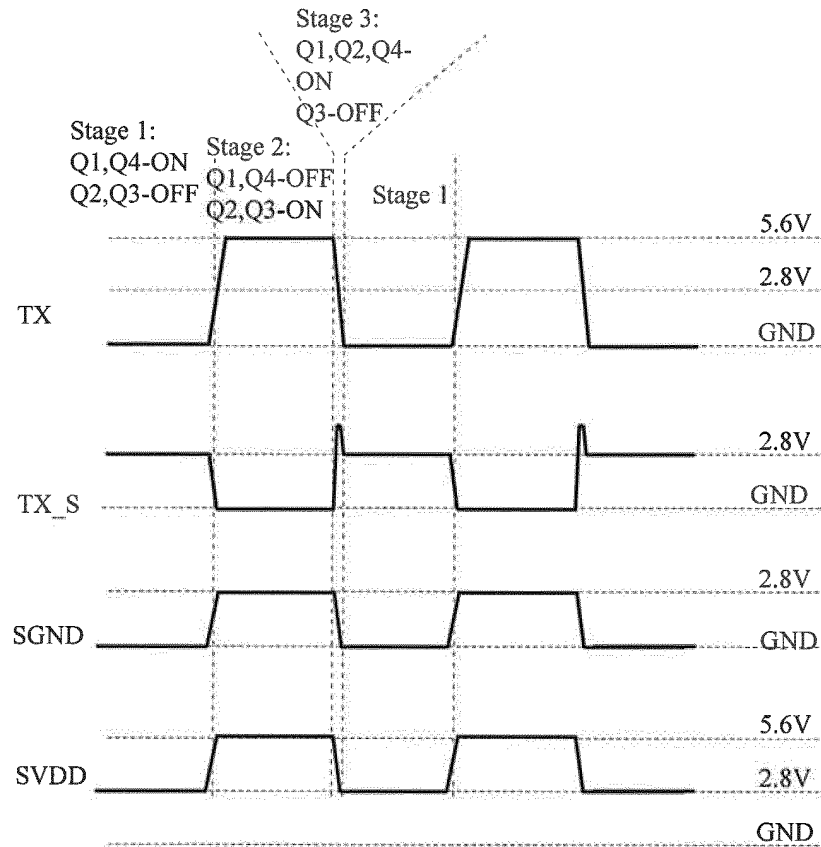 Stage 3:
Q1,Q2,Q4-
ON
Q3-OFF
Stage 1:
Q1,Q4-ON
Q2,Q3-OFF
Stage 2:
Q1,Q4-OFF
Q2,Q3-ON
Stage 1
5.6V
2.8V
TX
GND
2.8V
TX_S
GND
2.8V
SGND
GND
5.6V
SVDD
2.8V
GND